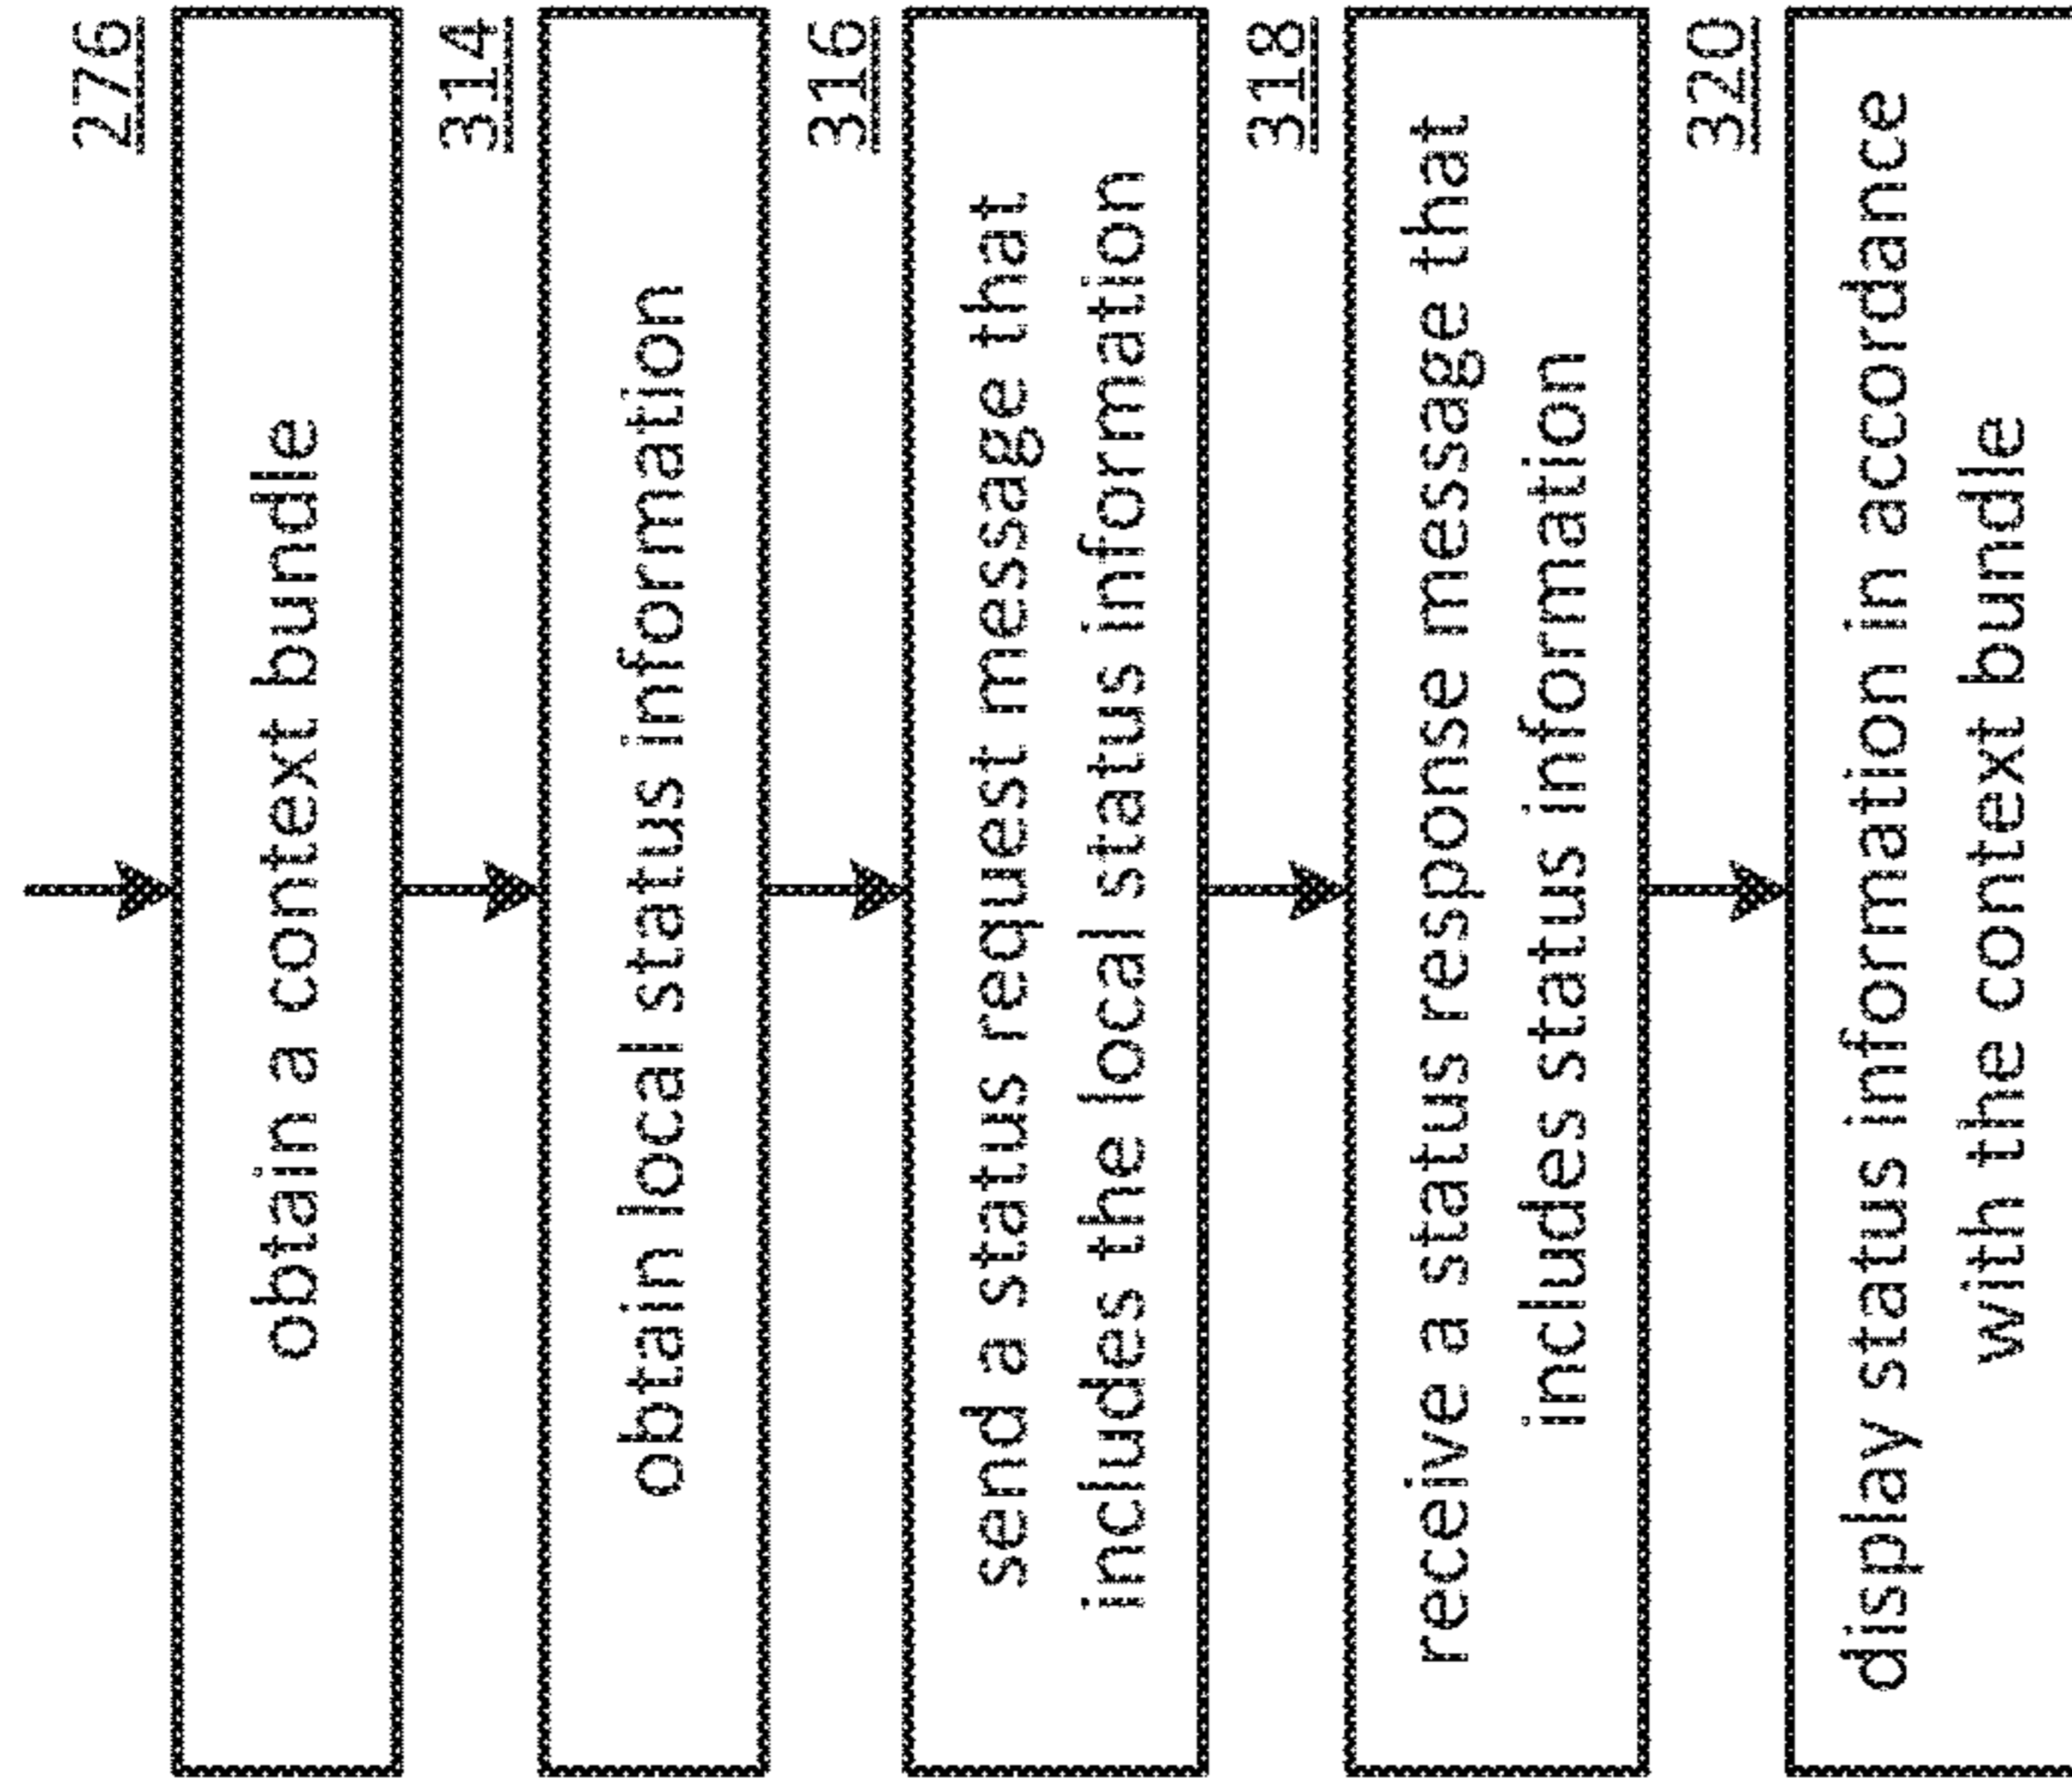 276
obtain a context bundle
314
obtain local status information
316
send a status request message that
includes the local status information
318
receive a status response message that
includes status information
320
display status information in accordance
with the context bundle